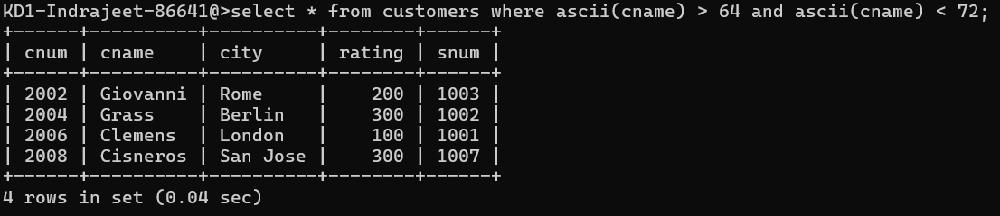 KD1-Indrajeet-86641@>select * from customers where ascii(cname) > 64 and ascii(cname) < 72;
+------+----------+----------+--------+------+
| cnum | cname    | city     | rating | snum |
+------+----------+----------+--------+------+
| 2002 | Giovanni | Rome     |    200 | 1003 |
| 2004 | Grass    | Berlin   |    300 | 1002 |
| 2006 | Clemens  | London   |    100 | 1001 |
| 2008 | Cisneros | San Jose |    300 | 1007 |
+------+----------+----------+--------+------+
4 rows in set (0.04 sec)